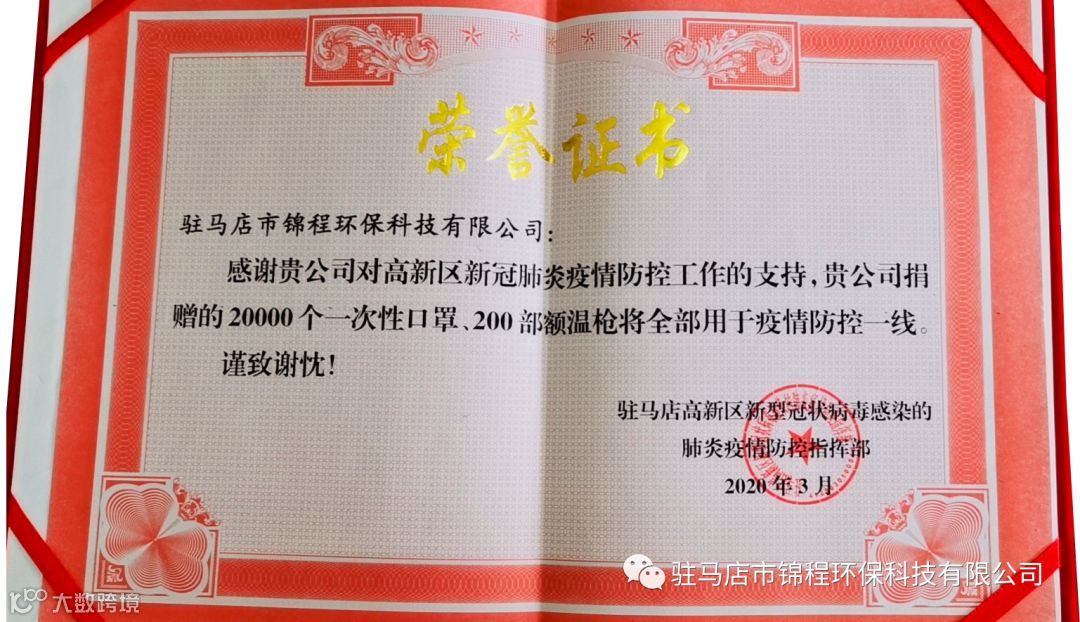 荣誉证书
驻马店市锦程环保科技有限公司：
感谢贵公司对高新区新冠肺炎疫情防控工作的支持，贵公司捐
赠的20000个一次性口罩、200部额温枪将全部用于疫情防控一线。
谨致谢忱！
驻马店高新区新型冠状病毒感染的
肺炎疫情防控指挥部
2020年3月
驻马店市锦程环保科技有限公司
大数跨境